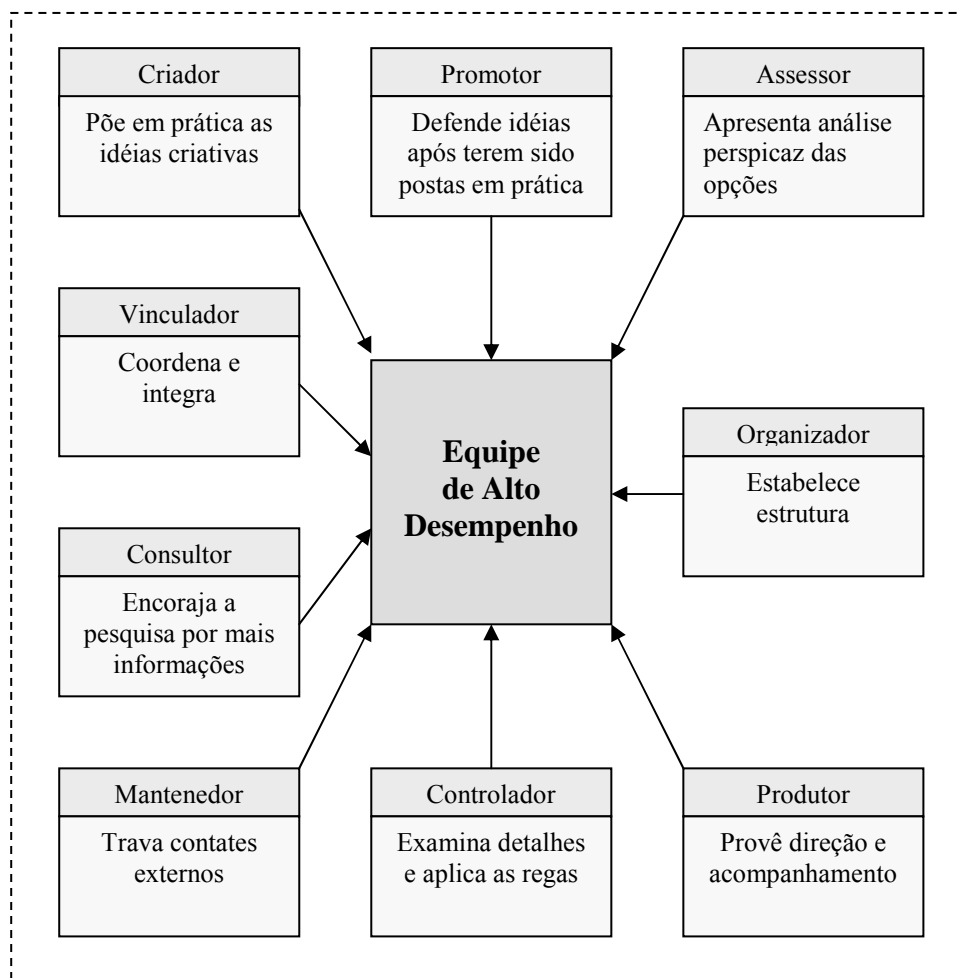 Criador
Põe em prática as
idéias criativas
Promotor
Defende idéias
após terem sido
postas em prática
Assessor
Apresenta análise
perspicaz das
opções
Vinculador
Coordena e
integra
Equipe
de Alto
Desempenho
Organizador
Estabelece
estrutura
Consultor
Encoraja a
pesquisa por mais
informações
Mantenedor
Trava contates
externos
Controlador
Examina detalhes
e aplica as regas
Produtor
Provê direção e
acompanhamento